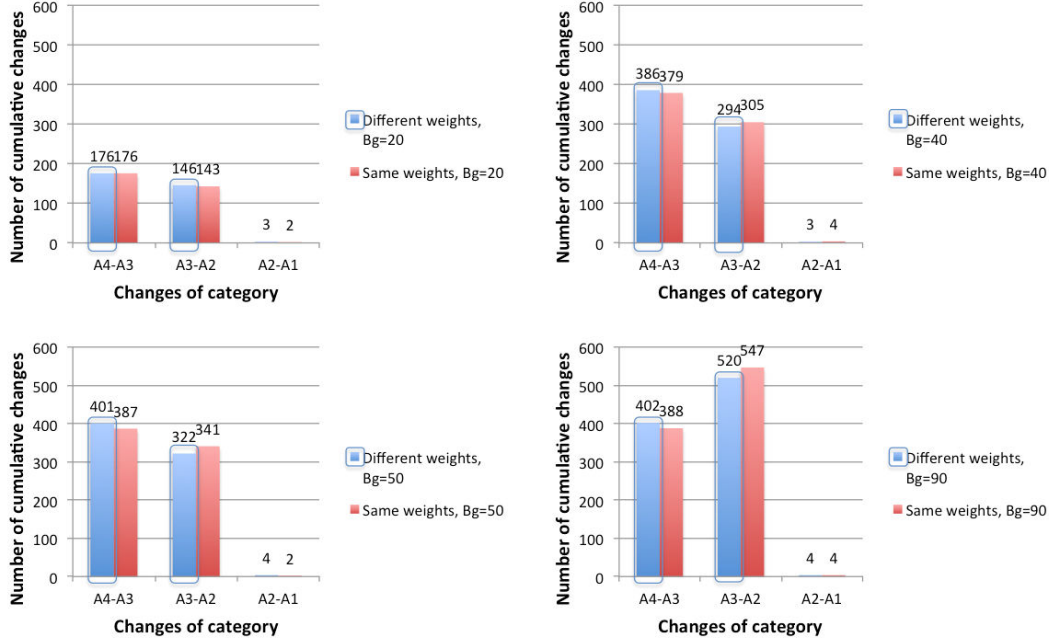 Number of cumulative changes
600
500
400
300
200
100
0
176 176
146 143
3 2
A4-A3 A3-A2 A2-A1
Changes of category
Different weights,
Bg=20
Same weights, Bg=20
Number of cumulative changes
600
500
400
300
200
100
0
386 379
294 305
3 4
A4-A3 A3-A2 A2-A1
Changes of category
Different weights,
Bg=40
Same weights, Bg=40
Number of cumulative changes
600
500
400
300
200
100
0
401 387
322 341
4 2
A4-A3 A3-A2 A2-A1
Changes of category
Different weights,
Bg=50
Same weights, Bg=50
Number of cumulative changes
600
500
400
300
200
100
0
402 388
520 547
4 4
A4-A3 A3-A2 A2-A1
Changes of category
Different weights,
Bg=90
Same weights, Bg=90